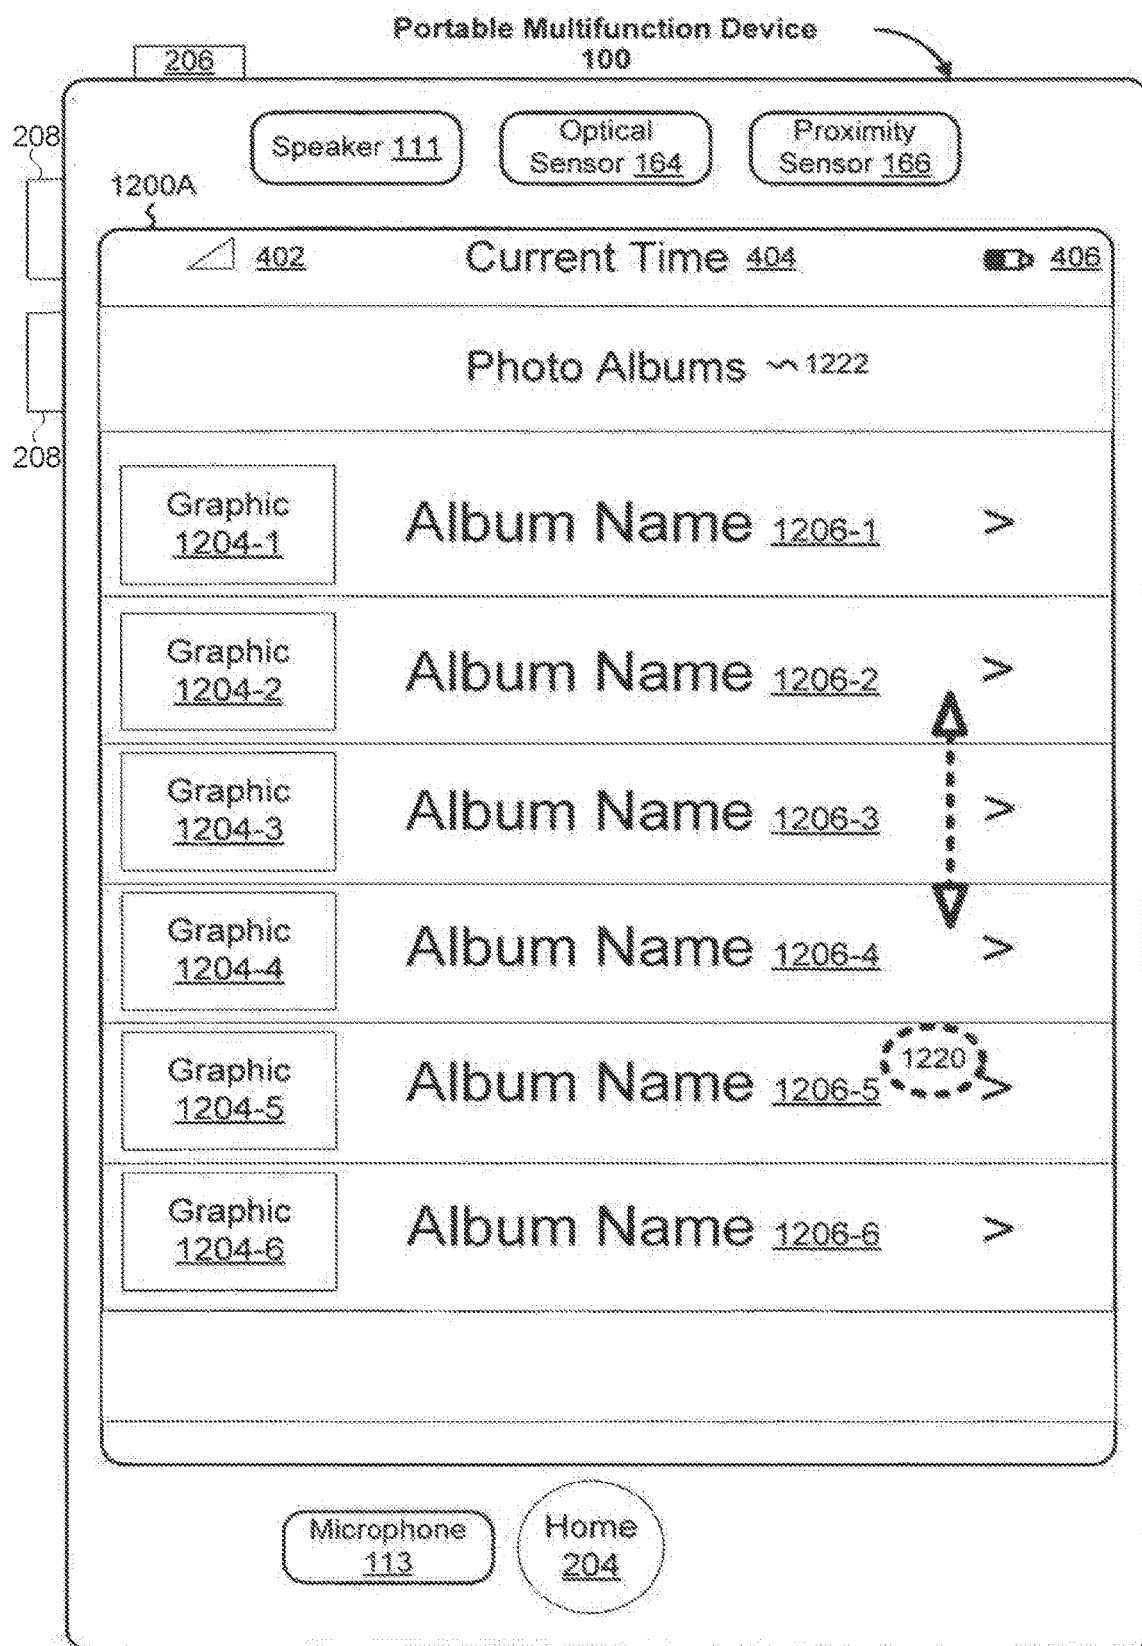 Portable Multifunction Device
100
206
208
Speaker 111
Optical
Sensor 164
Proximity
Sensor 166
1200A
402
Current Time 404
406
Photo Albums 1222
208
Graphic
1204-1
Album Name 1206-1
>
Graphic
1204-2
Album Name 1206-2
>
Graphic
1204-3
Album Name 1206-3
>
Graphic
1204-4
Album Name 1206-4
>
Graphic
1204-5
Album Name 1206-5
1220
>
Graphic
1204-6
Album Name 1206-6
>
Microphone
113
Home
204